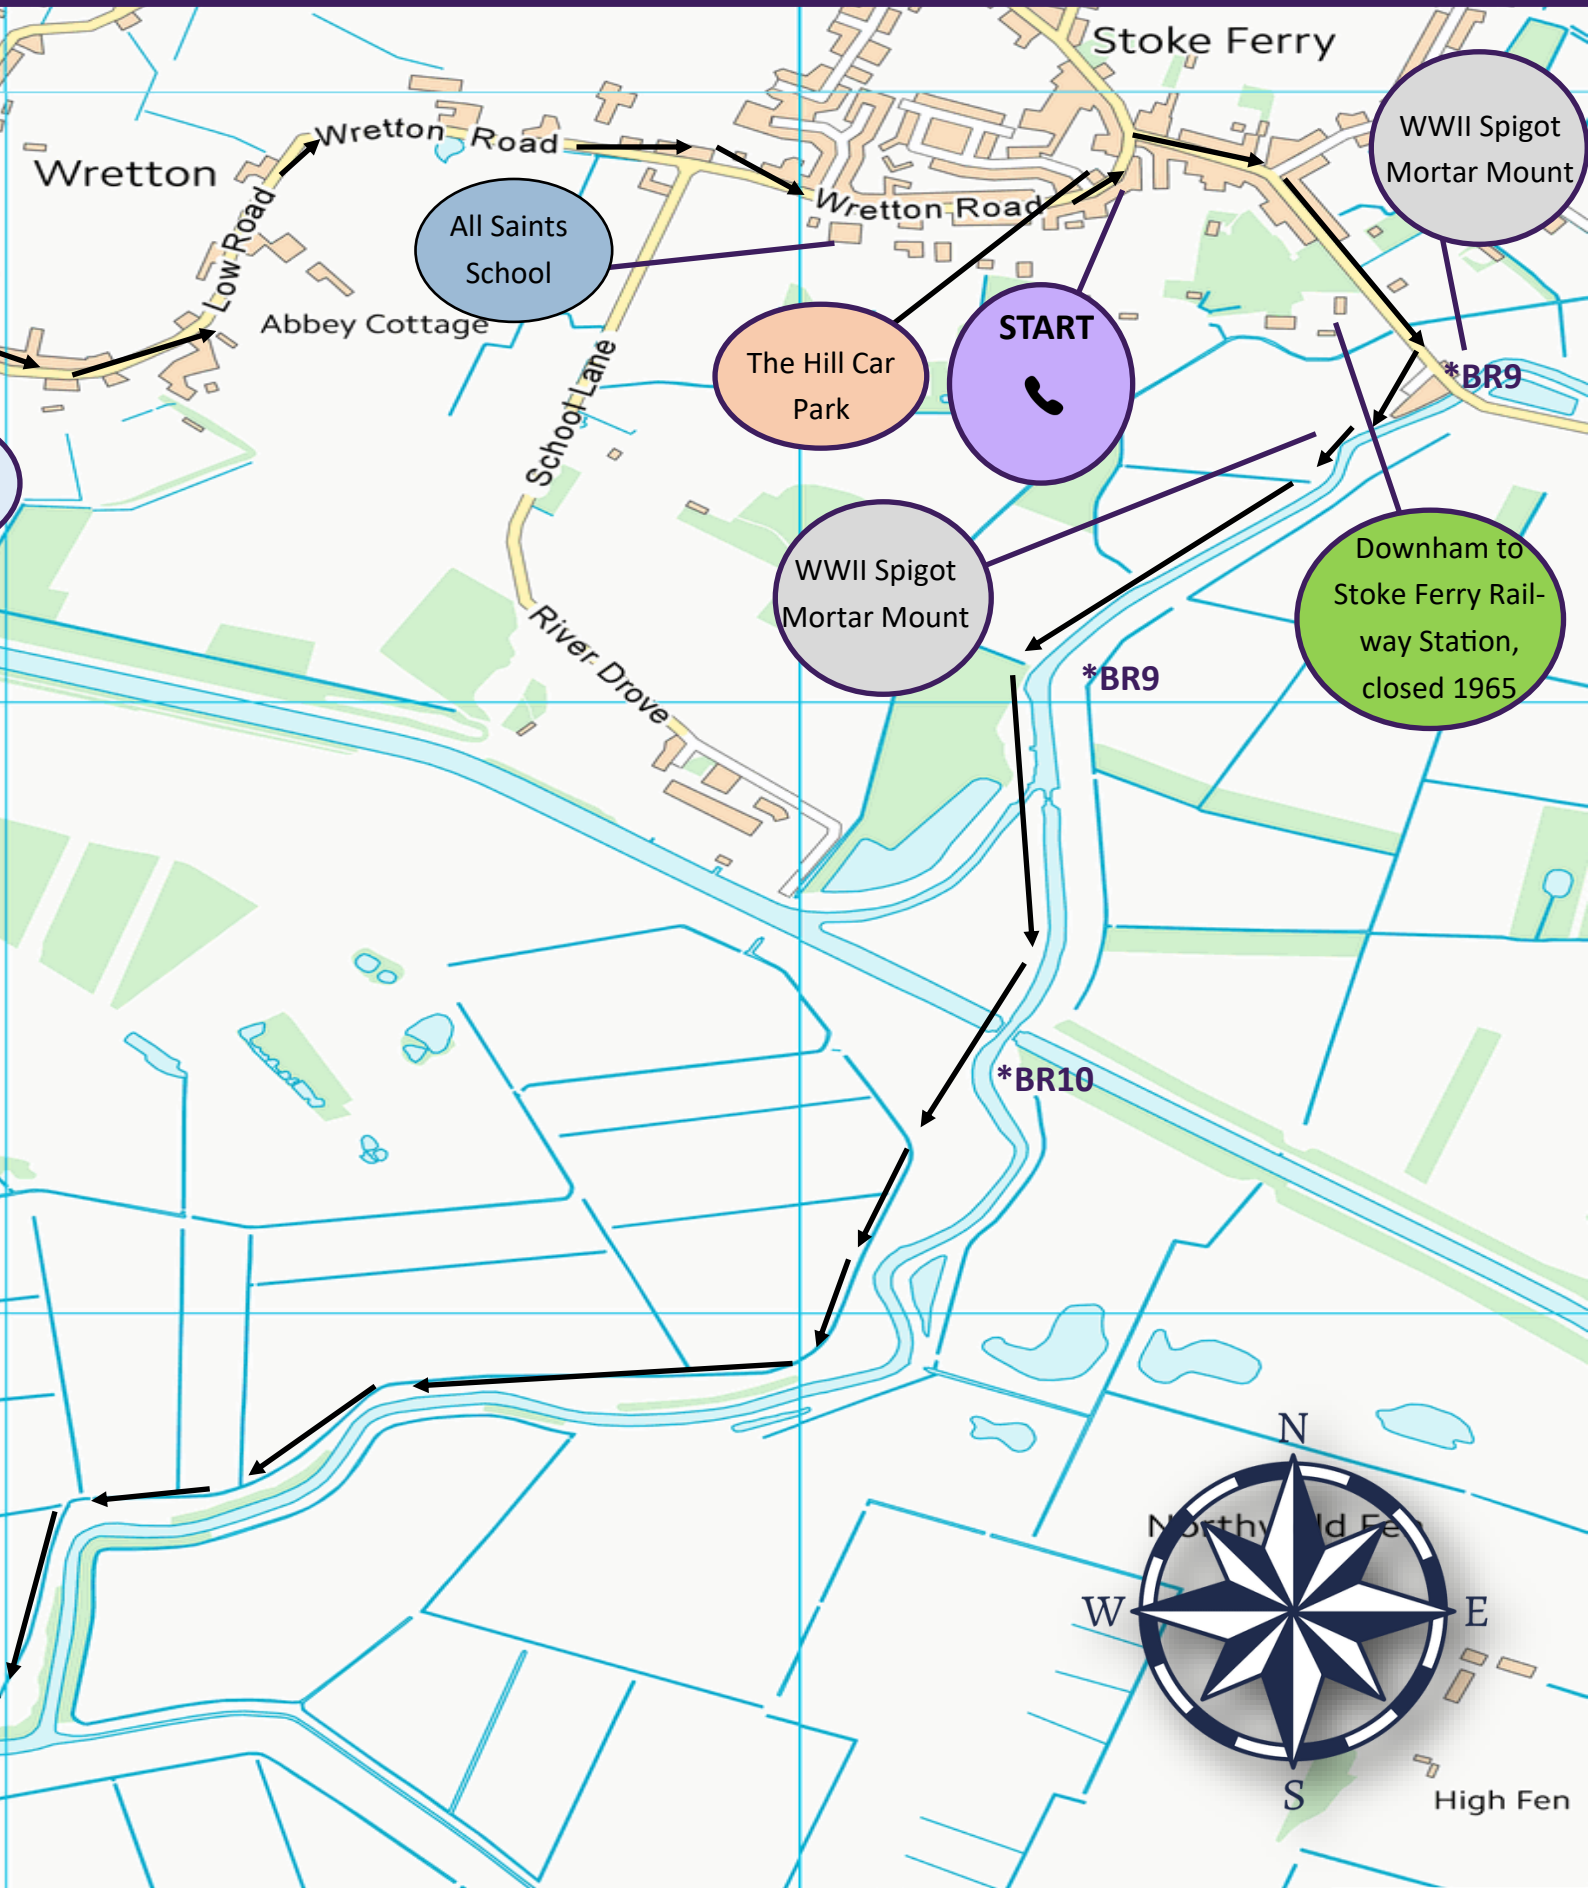 Stoke Ferry
WWII Spigot
Mortar Mount
Wretton Road
Wretton
Wretton Road
All Saints
School
Low Road
Abbey Cottage
START
The Hill Car
Park
*BR9
School Lane
WWII Spigot
Mortar Mount
Downham to
Stoke Ferry Rail-
way Station,
closed 1965
River Drove
*BR9
*BR10
N
W
E
S
High Fen